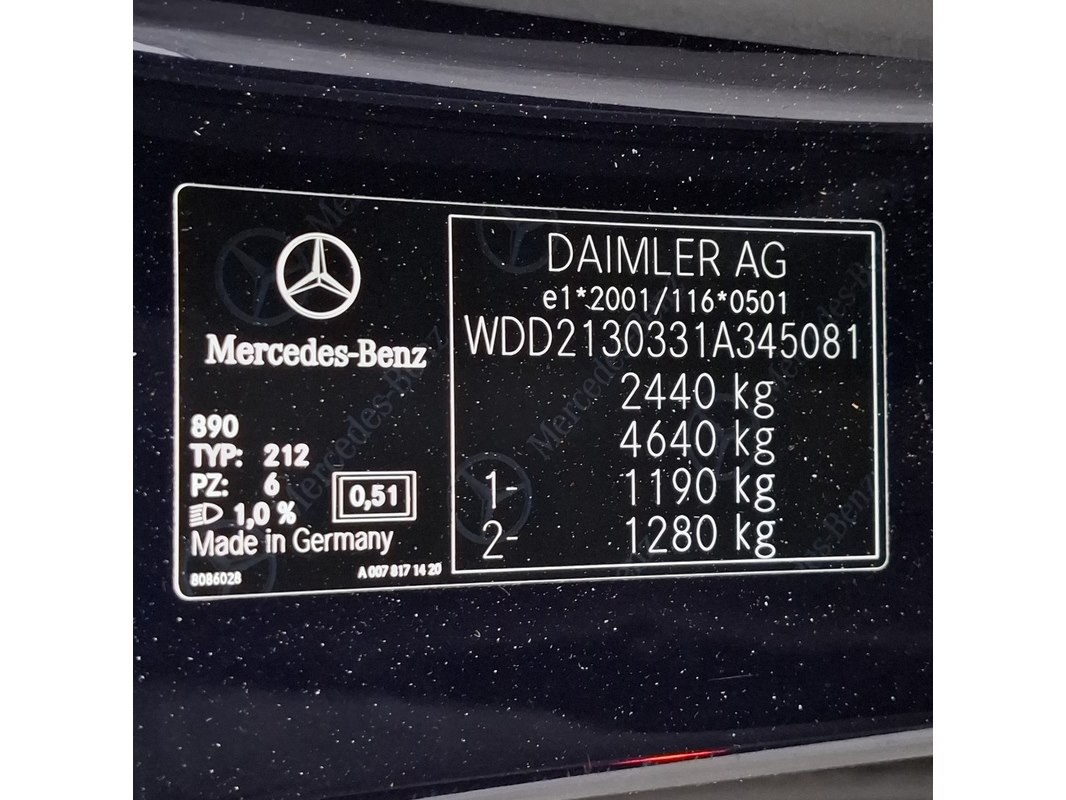 Mercedes-Benz
890
TYP: 212
PZ: 6
1,0 %
0,51
Made in Germany
8086028
A 007 817 14 20
DAIMLER AG
e1*2001/116*0501
WDD2130331A345081
2440 kg
4640 kg
1- 1190 kg
2- 1280 kg